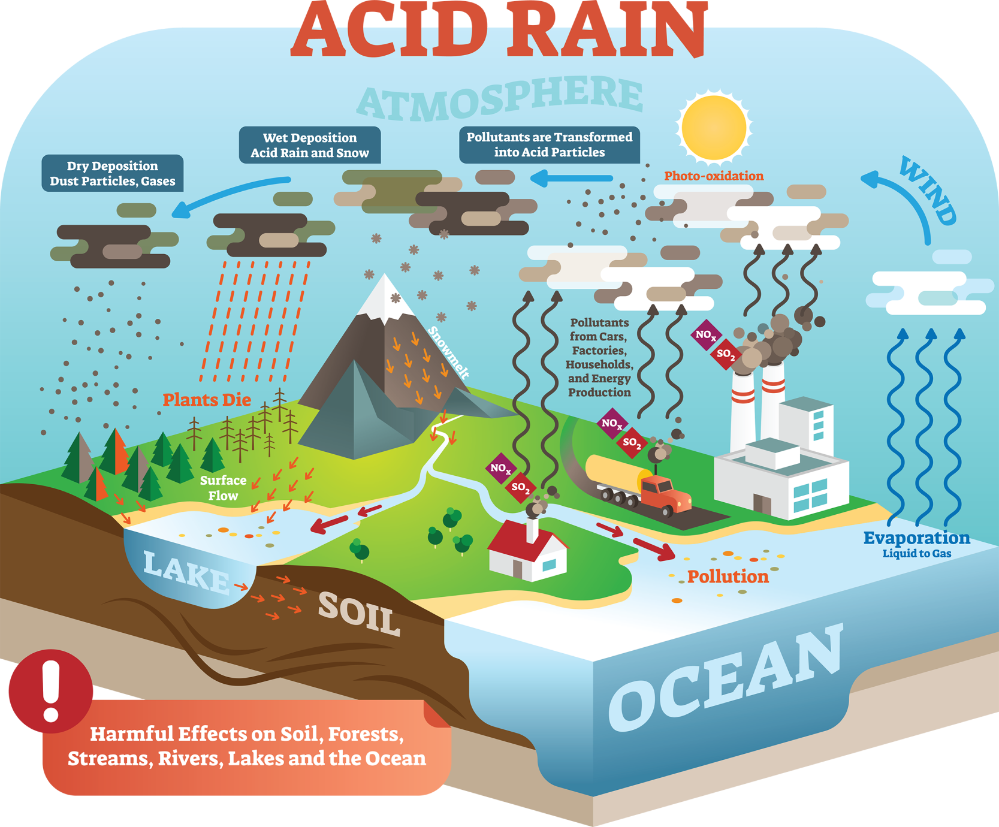 ACID RAIN
ATMOSPHERE
Wet Deposition
Acid Rain and Snow
Pollutants are Transformed
into Acid Particles
Dry Deposition
Dust Particles, Gases
Photo-oxidation
WIND
Pollutants
from Cars,
Factories,
Households,
and Energy
Production
Snowmelt
NOx
SO2
Plants Die
NOx
SO2
NOx
SO2
Surface
Flow
Evaporation
Liquid to Gas
LAKE
Pollution
SOIL
OCEAN
!
Harmful Effects on Soil, Forests,
Streams, Rivers, Lakes and the Ocean